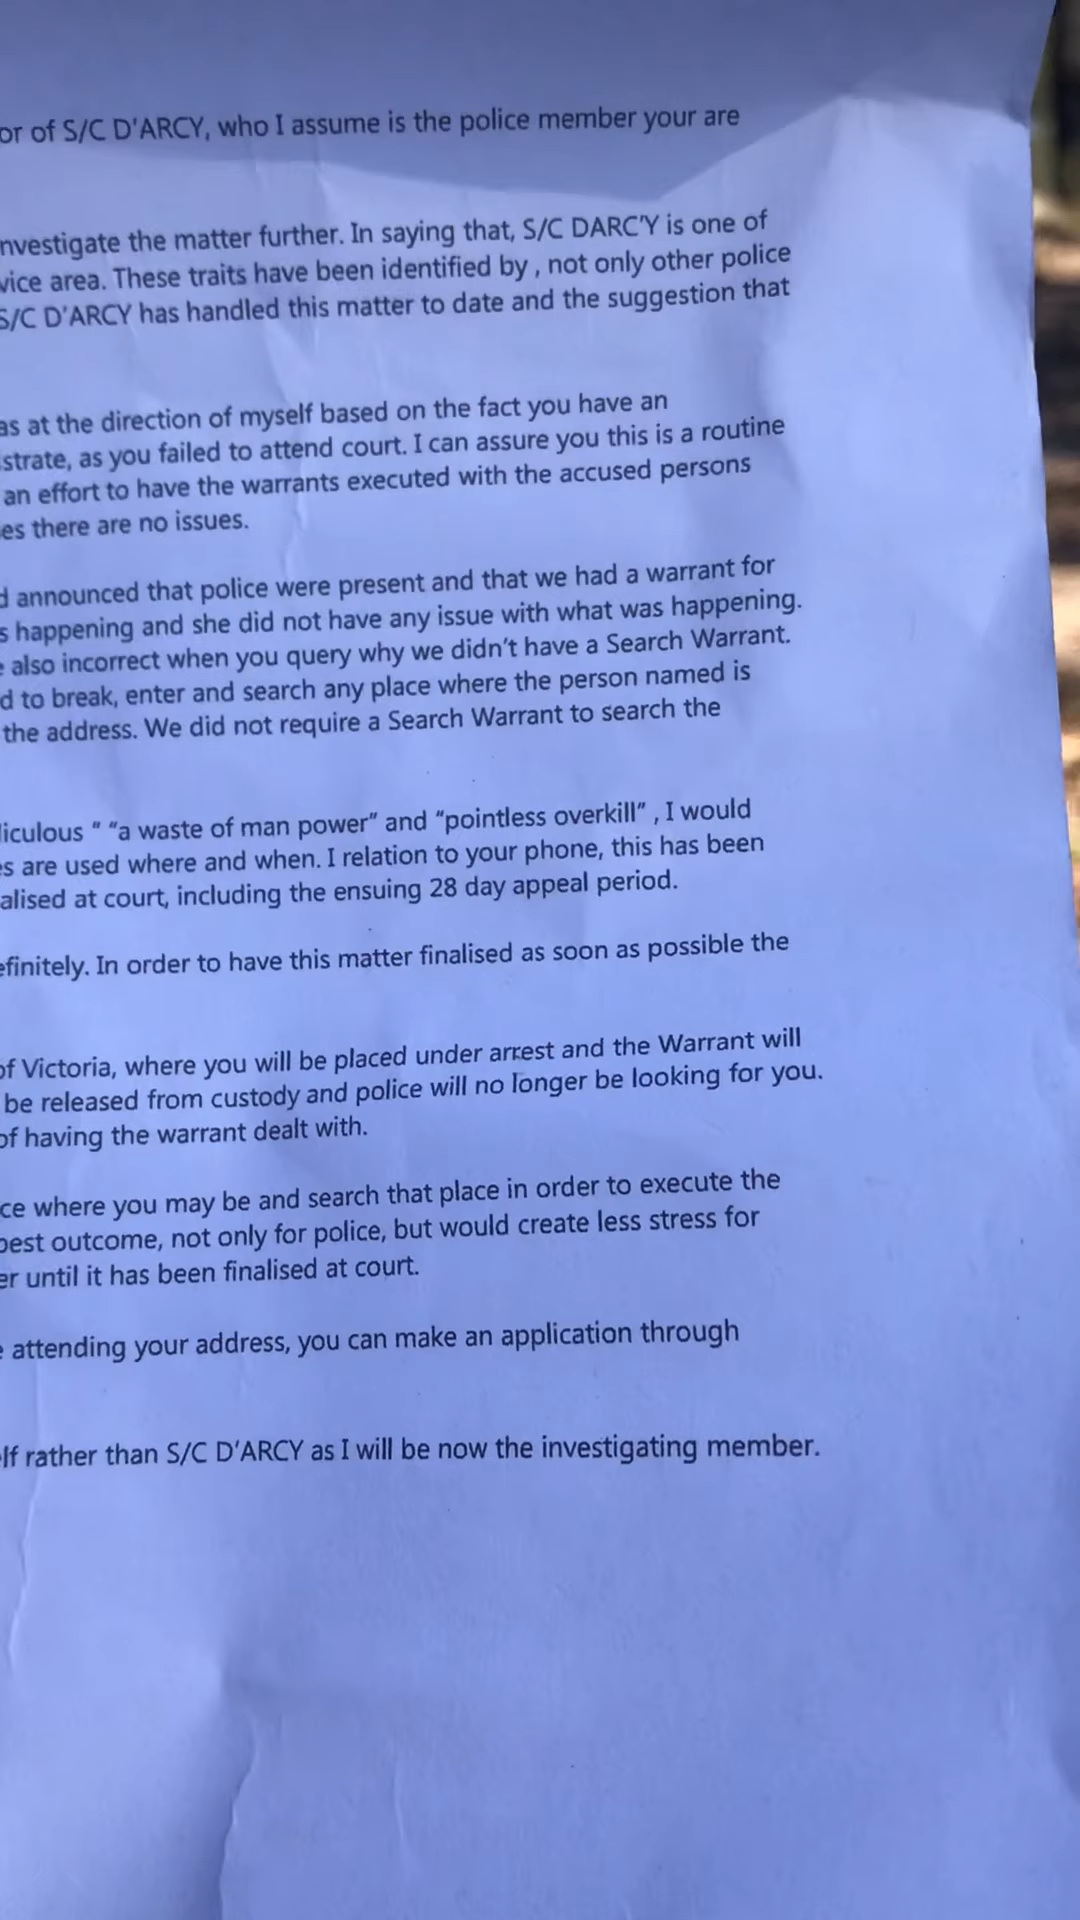 or of S/C D'ARCY, who I assume is the police member your are
nvestigate the matter further. In saying that, S/C DARC'Y is one of
vice area. These traits have been identified by , not only other police
S/C D'ARCY has handled this matter to date and the suggestion that
as at the direction of myself based on the fact you have an
strate, as you failed to attend court. I can assure you this is a routine
an effort to have the warrants executed with the accused persons
es there are no issues.
d announced that police were present and that we had a warrant for
s happening and she did not have any issue with what was happening.
e also incorrect when you query why we didn't have a Search Warrant.
d to break, enter and search any place where the person named is
the address. We did not require a Search Warrant to search the
diculous " "a waste of man power" and "pointless overkill" , I would
es are used where and when. I relation to your phone, this has been
alised at court, including the ensuing 28 day appeal period.
efinitely. In order to have this matter finalised as soon as possible the
of Victoria, where you will be placed under arrest and the Warrant will
be released from custody and police will no longer be looking for you.
of having the warrant dealt with.
ce where you may be and search that place in order to execute the
best outcome, not only for police, but would create less stress for
er until it has been finalised at court.
e attending your address, you can make an application through
elf rather than S/C D'ARCY as I will be now the investigating member.